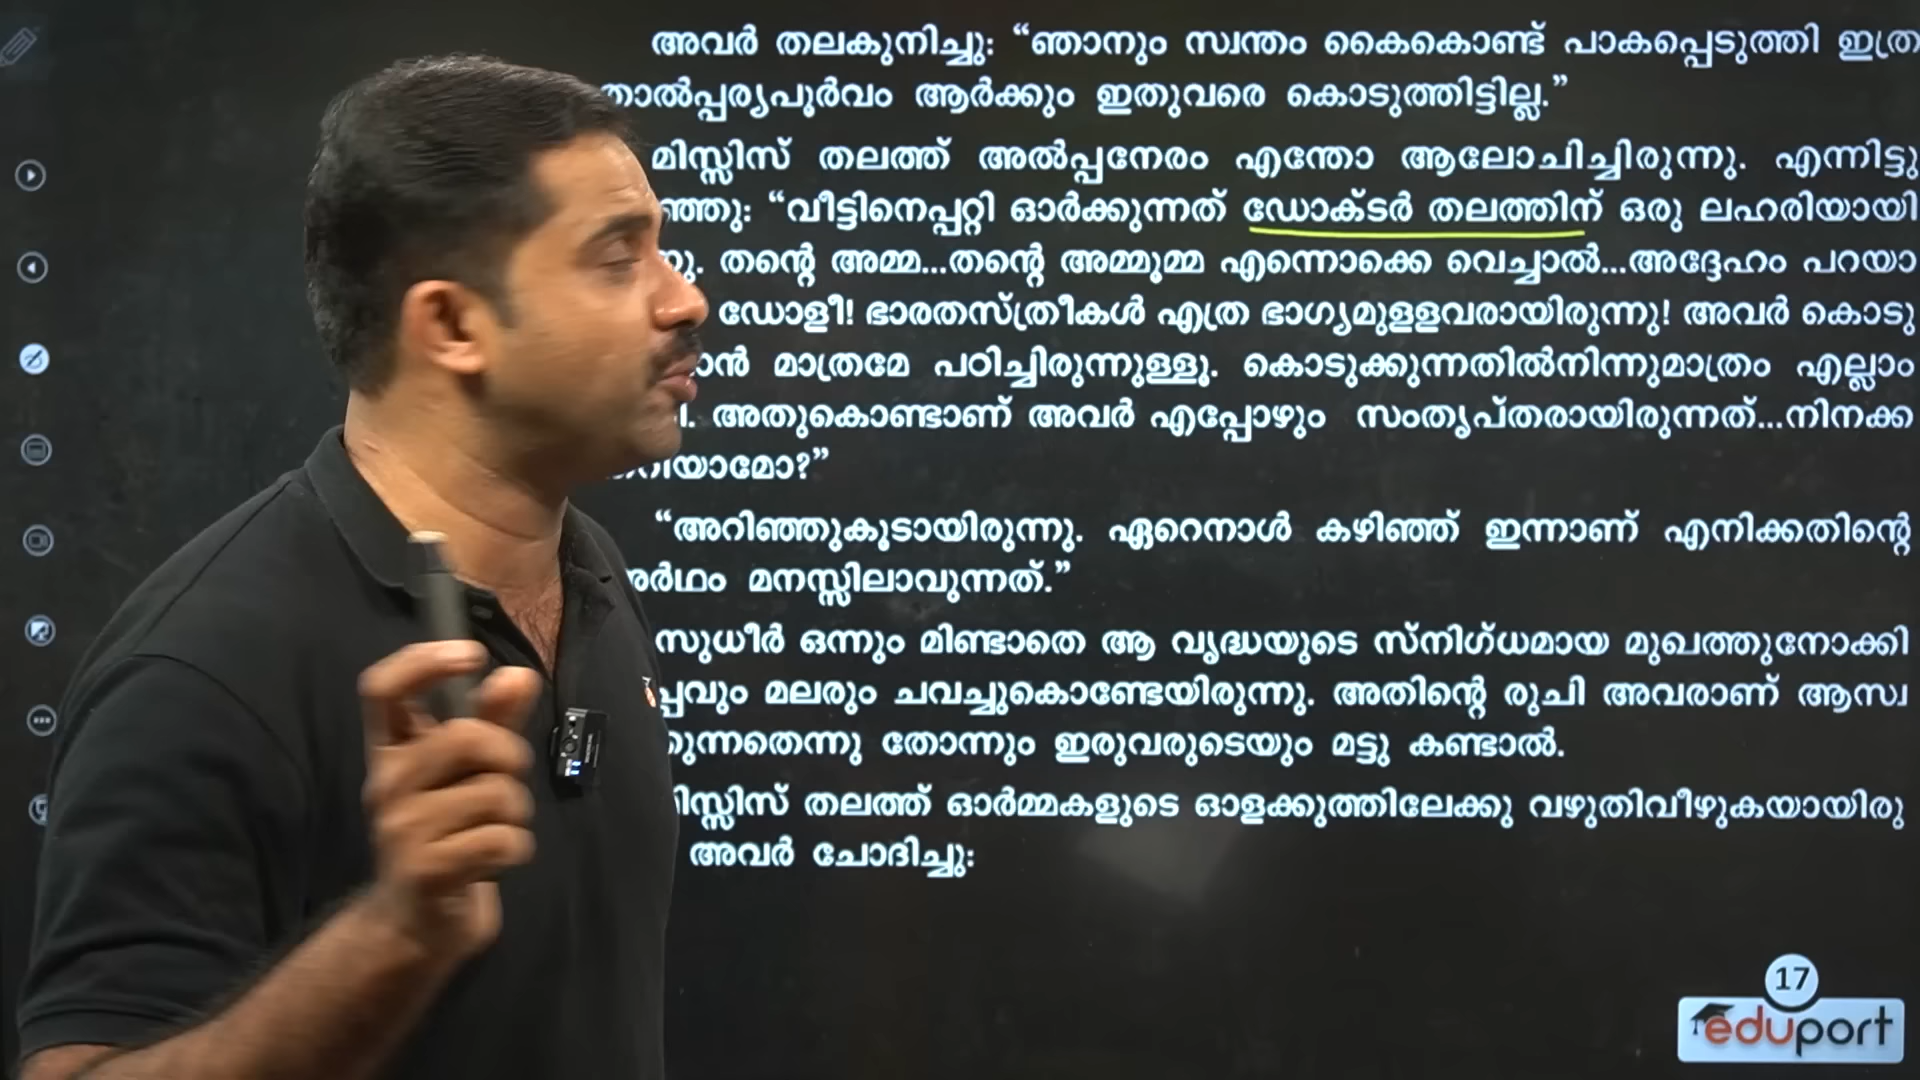 അവർ തലകുനിച്ചു: “ഞാനും സ്വന്തം കൈകൊണ്ട് പാകപ്പെടുത്തി ഇത്ര
താൽപ്പര്യപൂർവം ആർക്കും ഇതുവരെ കൊടുത്തിട്ടില്ല.”
മിസ്സിസ് തലത്ത് അൽപ്പനേരം എന്തോ ആലോചിച്ചിരുന്നു. എന്നിട്ടു
“വീട്ടിനെപ്പറ്റി ഓർക്കുന്നത് ഡോക്ടർ തലത്തിന് ഒരു ലഹരിയായി
തന്റെ അമ്മ...തന്റെ അമ്മൂമ്മ എന്നൊക്കെ വെച്ചാൽ...അദ്ദേഹം പറയാ
ഡോളീ! ഭാരതസ്ത്രീകൾ എത്ര ഭാഗ്യമുളളവരായിരുന്നു! അവർ കൊടു
മാത്രമേ പഠിച്ചിരുന്നുള്ളൂ. കൊടുക്കുന്നതിൽനിന്നുമാത്രം എല്ലാം
അതുകൊണ്ടാണ് അവർ എപ്പോഴും സംതൃപ്തരായിരുന്നത്...നിനക്ക
റിയാമോ?”
“അറിഞ്ഞുകൂടായിരുന്നു. ഏറെനാൾ കഴിഞ്ഞ് ഇന്നാണ് എനിക്കതിന്റെ
അർഥം മനസ്സിലാവുന്നത്.”
സുധീർ ഒന്നും മിണ്ടാതെ ആ വൃദ്ധയുടെ സ്നിഗ്ധമായ മുഖത്തുനോക്കി
മലരും ചവച്ചുകൊണ്ടേയിരുന്നു. അതിന്റെ രുചി അവരാണ് ആസ്വ
തോന്നും ഇരുവരുടെയും മട്ടു കണ്ടാൽ.
മിസ്സിസ് തലത്ത് ഓർമ്മകളുടെ ഓളക്കുത്തിലേക്കു വഴുതിവീഴുകയായിരു
അവർ ചോദിച്ചു:
17
eduport